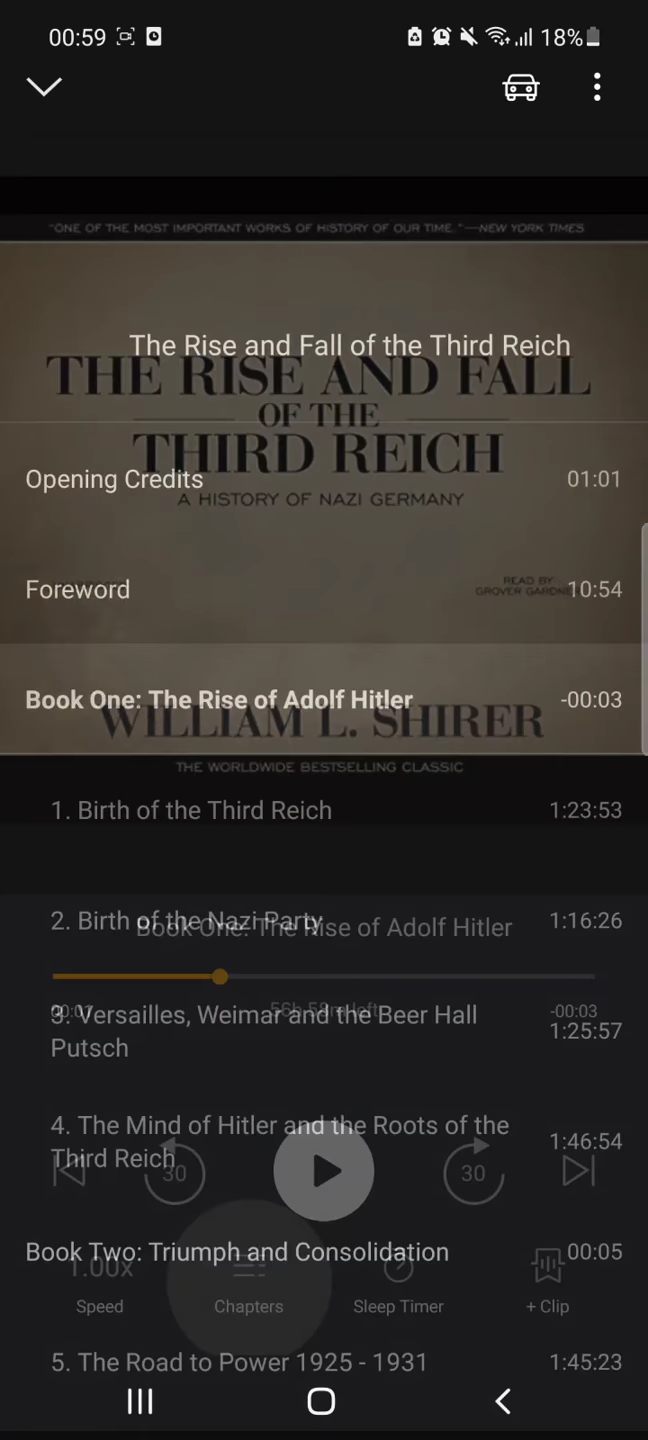 00:59
18%
"ONE OF THE MOST IMPORTANT WORKS OF HISTORY OF OUR TIME."—NEW YORK TIMES
The Rise and Fall of the Third Reich
THE RISE AND FALL
OF THE
THIRD REICH
Opening Credits 01:01
A HISTORY OF NAZI GERMANY
READ BY
GROVER
Foreword 10:54
Book One: The Rise of Adolf Hitler -00:03
WILLIAM L. SHIRER
THE WORLDWIDE BESTSELLING CLASSIC
1. Birth of the Third Reich 1:23:53
2. Birth of the Nazi Party 1:16:26
Book One: The Rise of Adolf Hitler
00:01 56h 58m left -00:03
3. Versailles, Weimar and the Beer Hall
Putsch 1:25:57
4. The Mind of Hitler and the Roots of the
Third Reich 1:46:54
30 30
Book Two: Triumph and Consolidation 00:05
1.00x
Speed Chapters Sleep Timer + Clip
5. The Road to Power 1925 - 1931 1:45:23